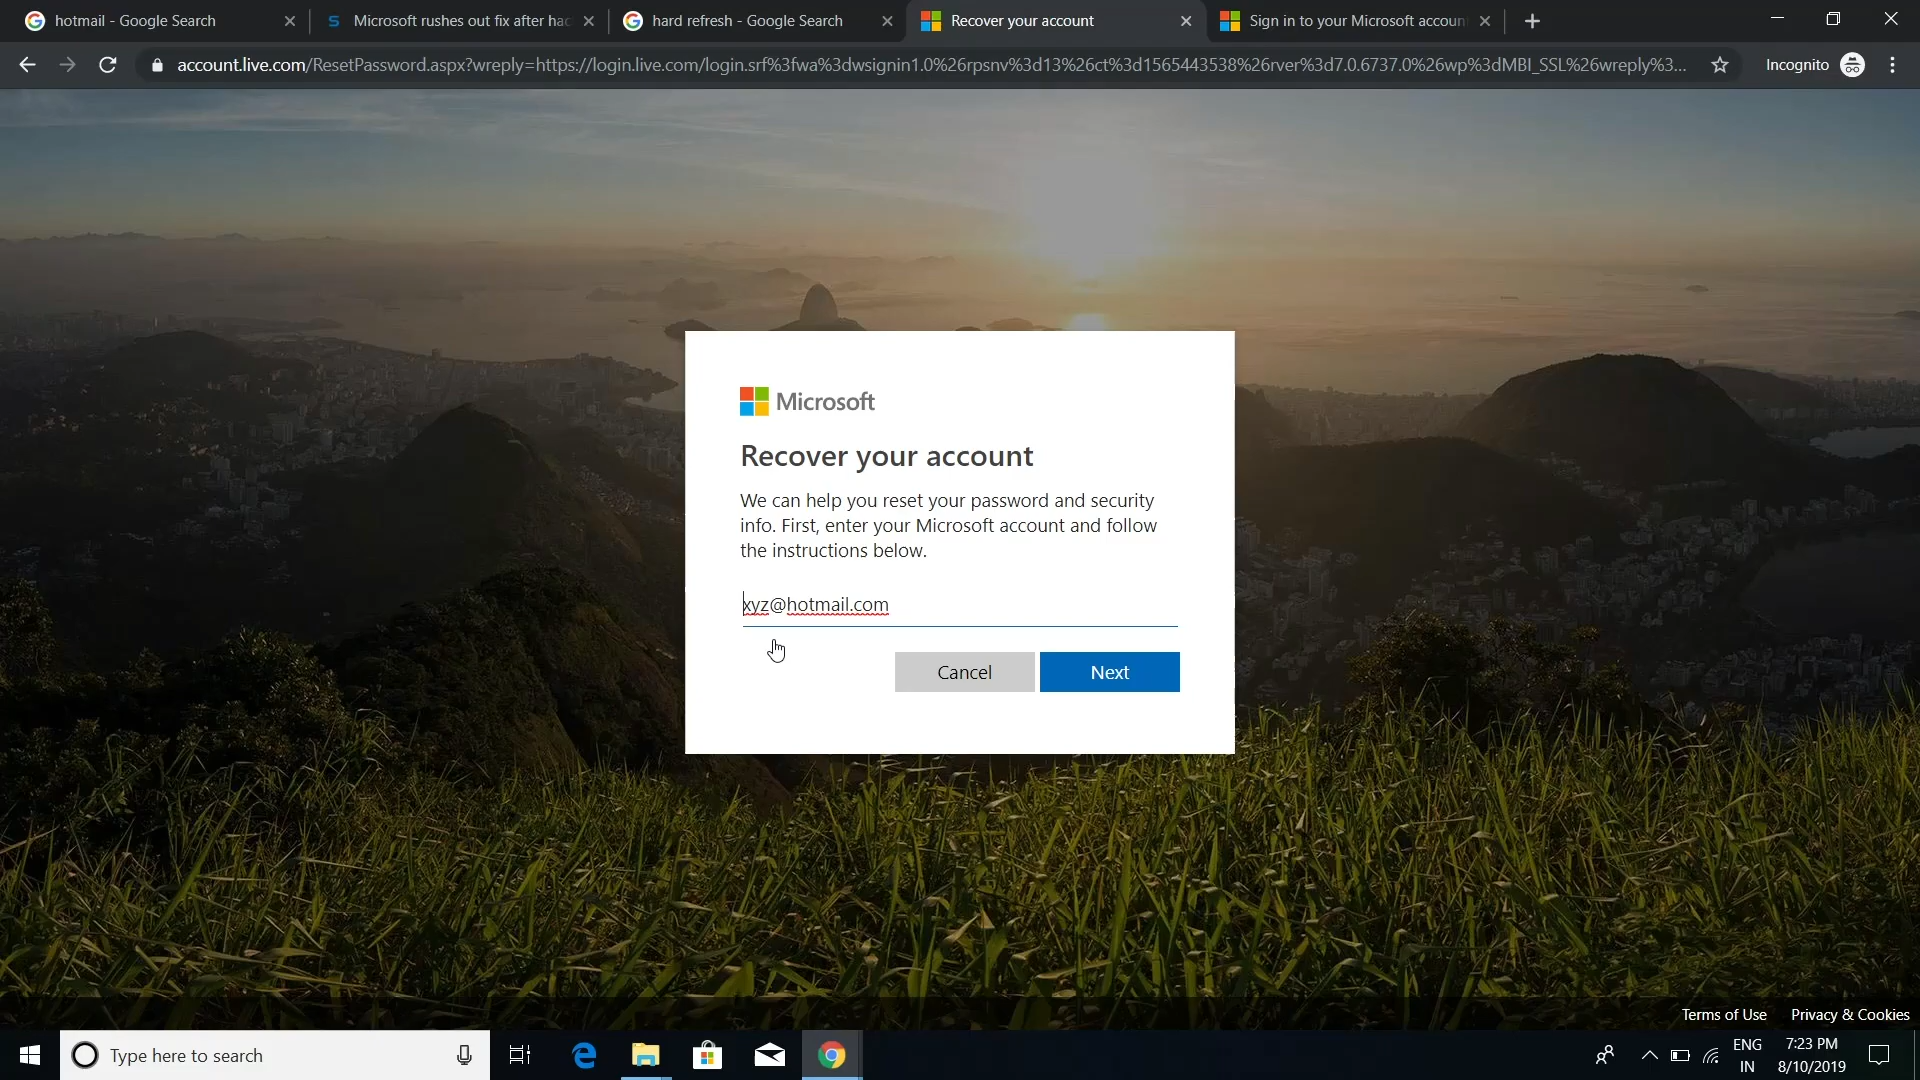 hotmail - Google Search
Microsoft rushes out fix after hac
hard refresh - Google Search
Recover your account
Sign in to your Microsoft account
account.live.com/ResetPassword.aspx?wreply=https://login.live.com/login.srf%3fwa%3dwsignin1.0%26rpsnv%3d13%26ct%3d1565443538%26rver%3d7.0.6737.0%26wp%3dMBI_SSL%26wreply%3...
Incognito
Microsoft
Recover your account
We can help you reset your password and security
info. First, enter your Microsoft account and follow
the instructions below.
xyz@hotmail.com
Cancel
Next
Terms of Use
Privacy & Cookies
Type here to search
ENG
IN
7:23 PM
8/10/2019